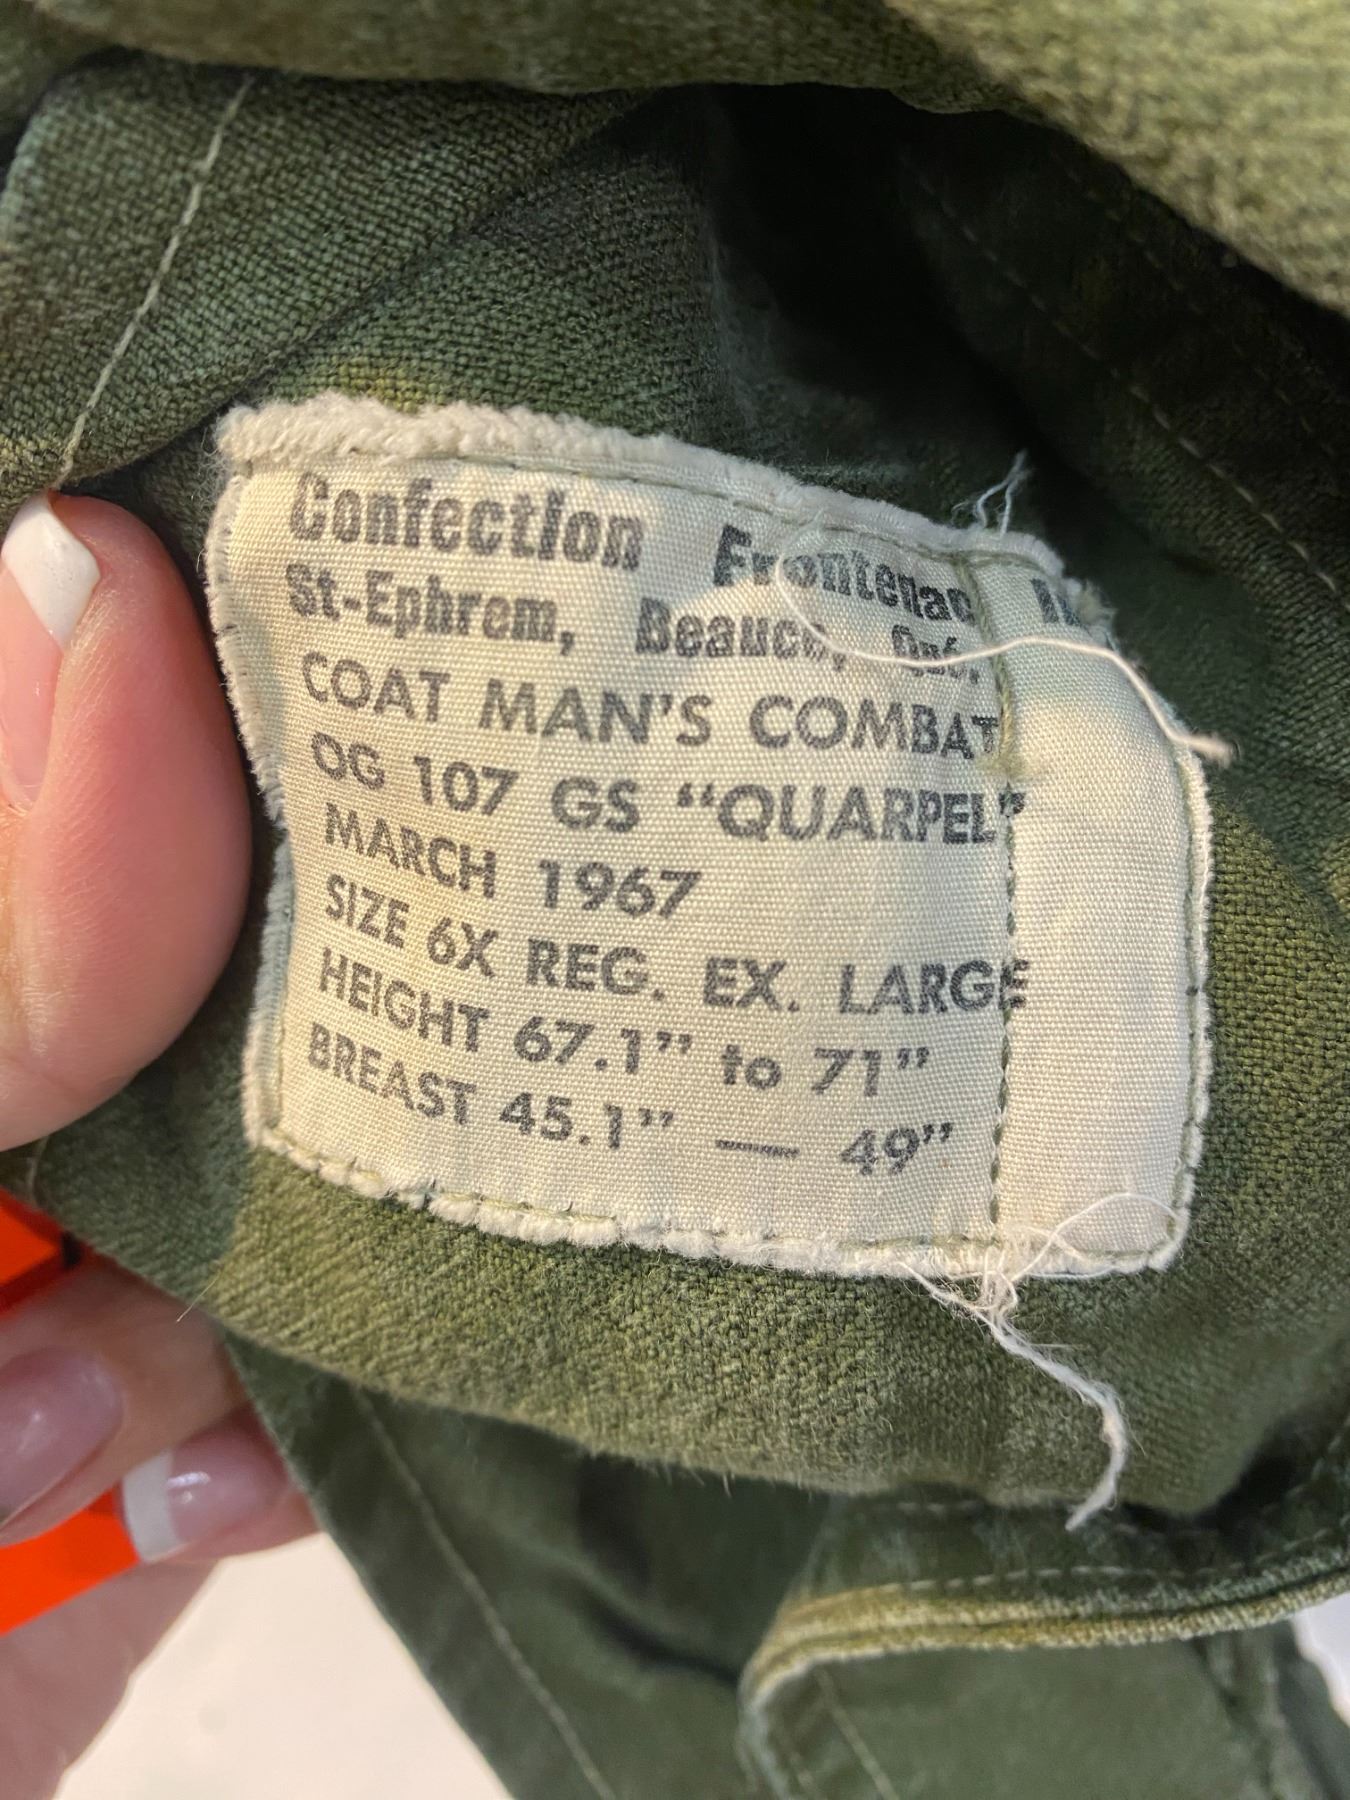 Confection Frontenac
St-Ephrem, Beauce, Qué.
COAT MAN'S COMBAT
OG 107 GS “QUARPEL”
MARCH 1967
SIZE 6X REG. EX. LARGE
HEIGHT 67.1” to 71”
BREAST 45.1” — 49”